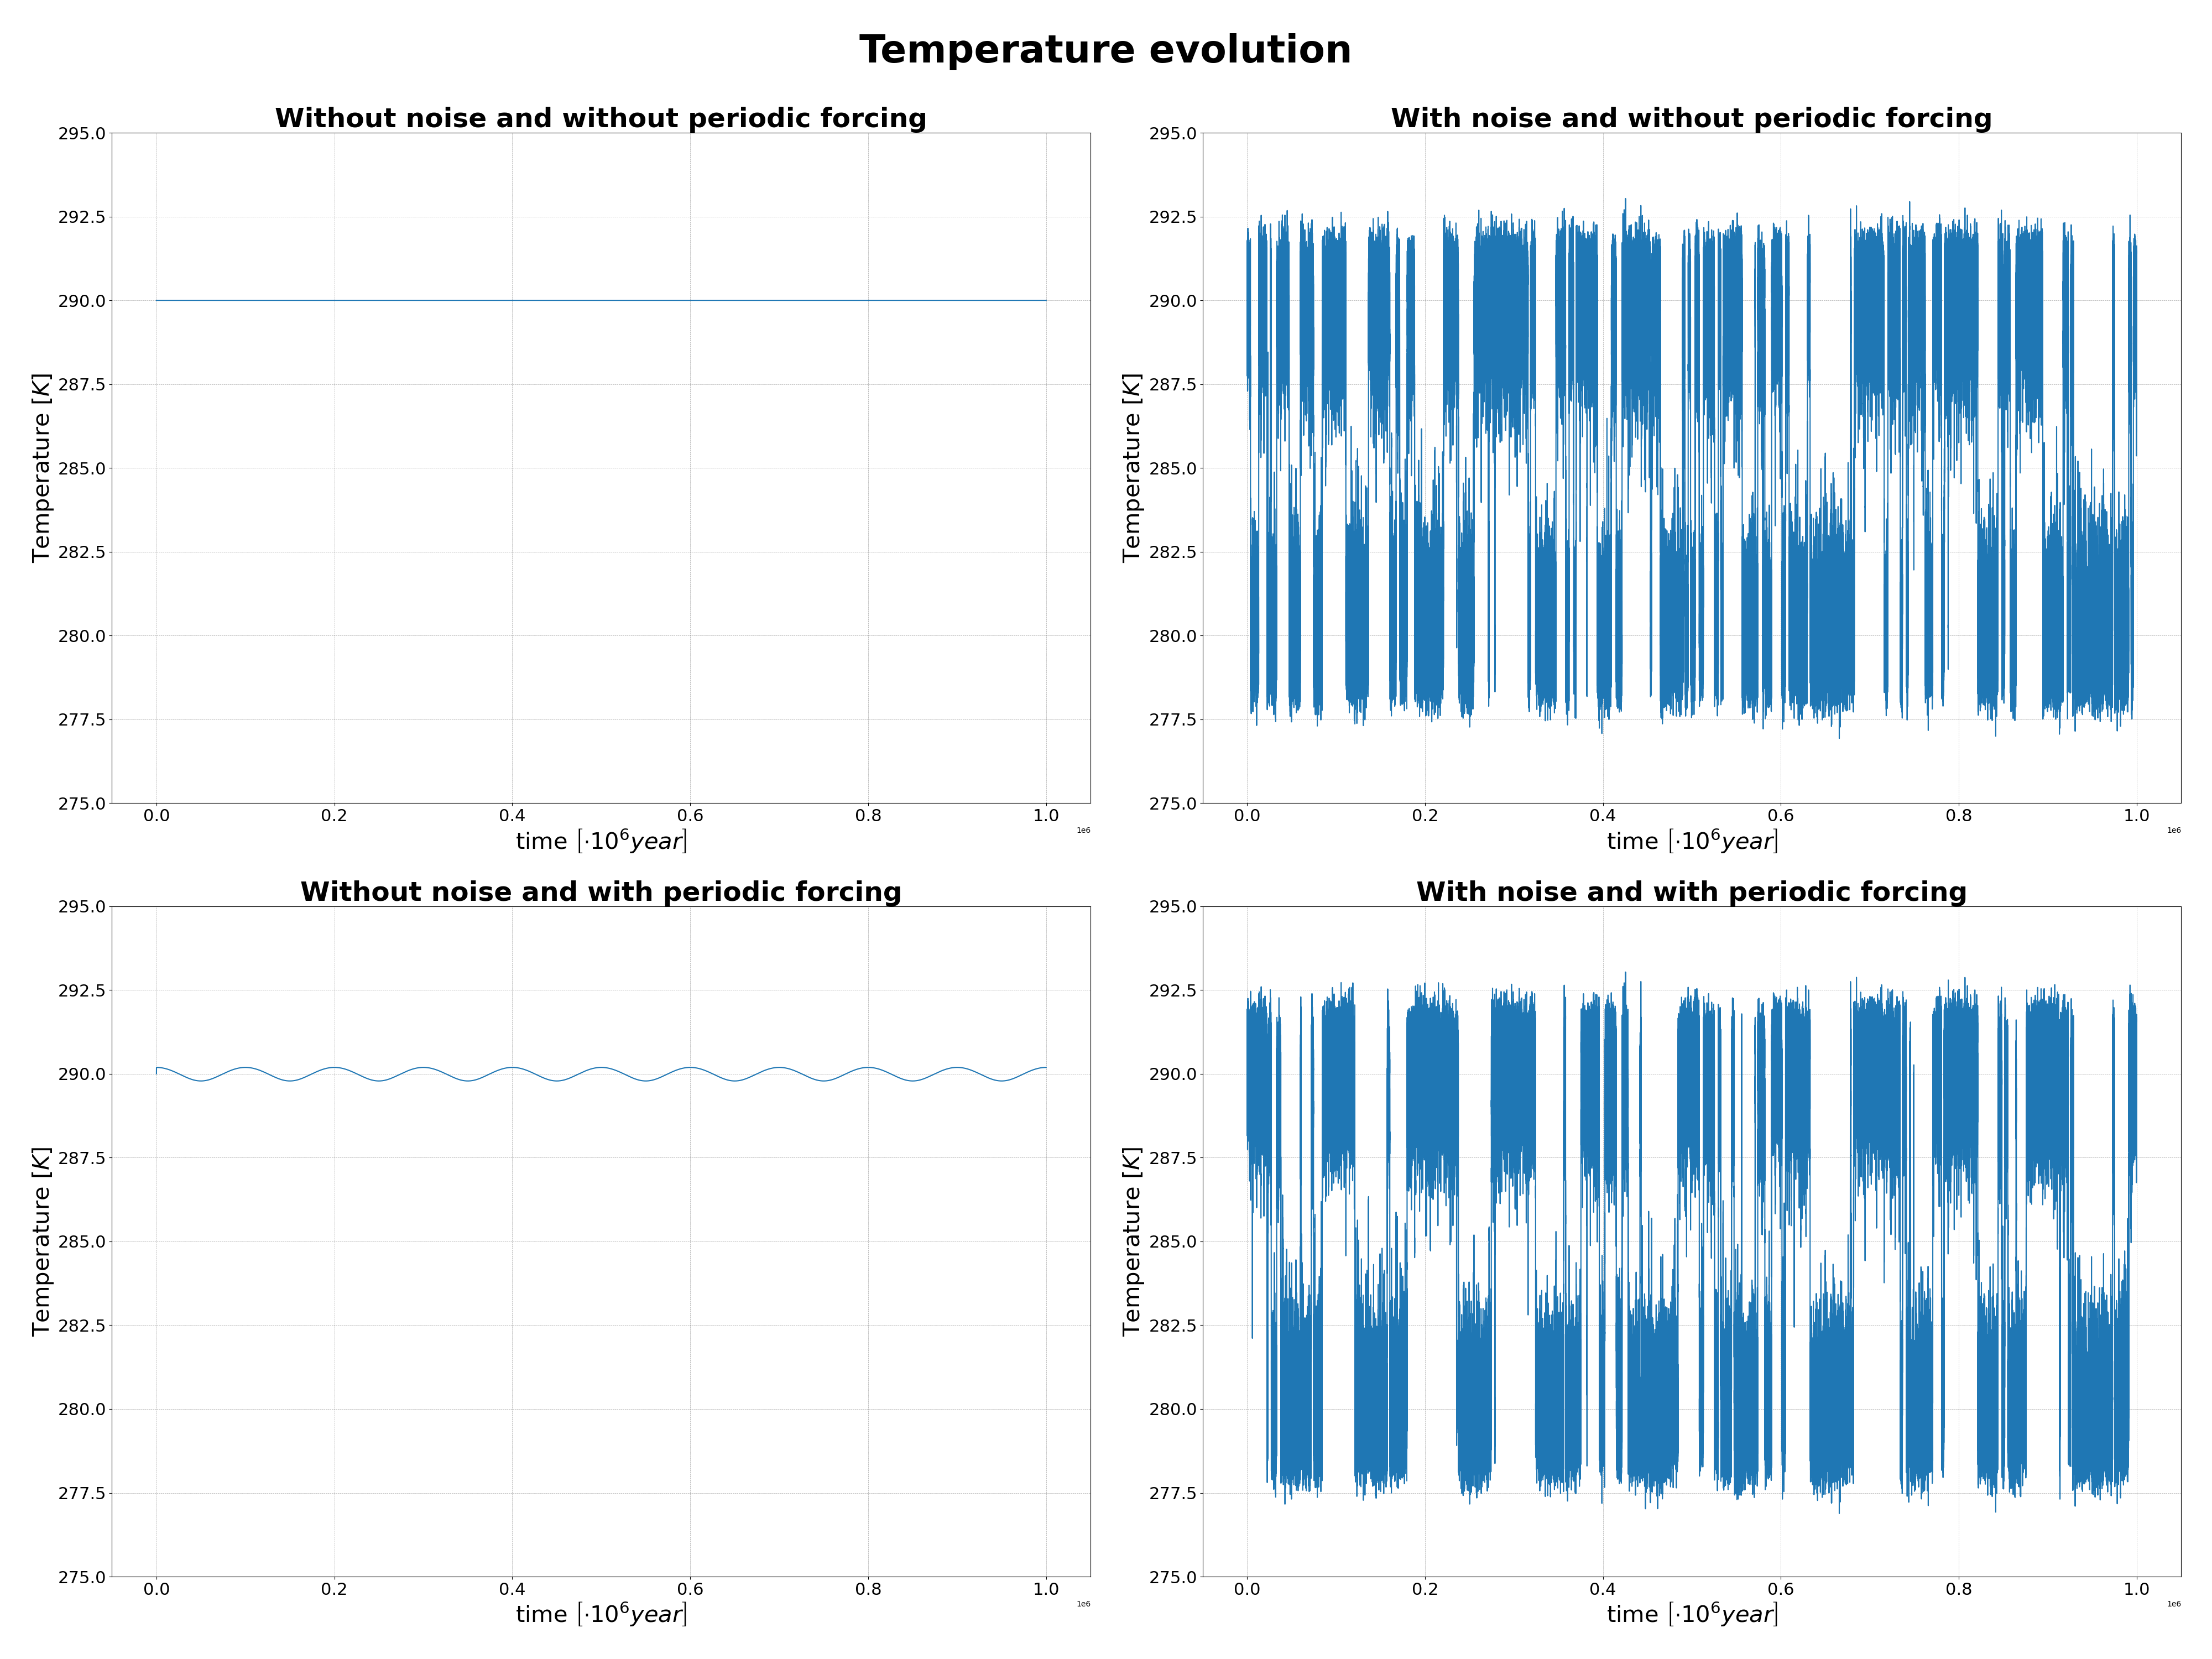 Temperature evolution
Without noise and without periodic forcing
295.0
292.5
290.0
287.5
285.0
282.5
280.0
277.5
275.0
Temperature [K]
0.0 0.2 0.4 0.6 0.8 1.0
1e6
time [·10⁶year]
With noise and without periodic forcing
295.0
292.5
290.0
287.5
285.0
282.5
280.0
277.5
275.0
Temperature [K]
0.0 0.2 0.4 0.6 0.8 1.0
1e6
time [·10⁶year]
Without noise and with periodic forcing
295.0
292.5
290.0
287.5
285.0
282.5
280.0
277.5
275.0
Temperature [K]
0.0 0.2 0.4 0.6 0.8 1.0
1e6
time [·10⁶year]
With noise and with periodic forcing
295.0
292.5
290.0
287.5
285.0
282.5
280.0
277.5
275.0
Temperature [K]
0.0 0.2 0.4 0.6 0.8 1.0
1e6
time [·10⁶year]